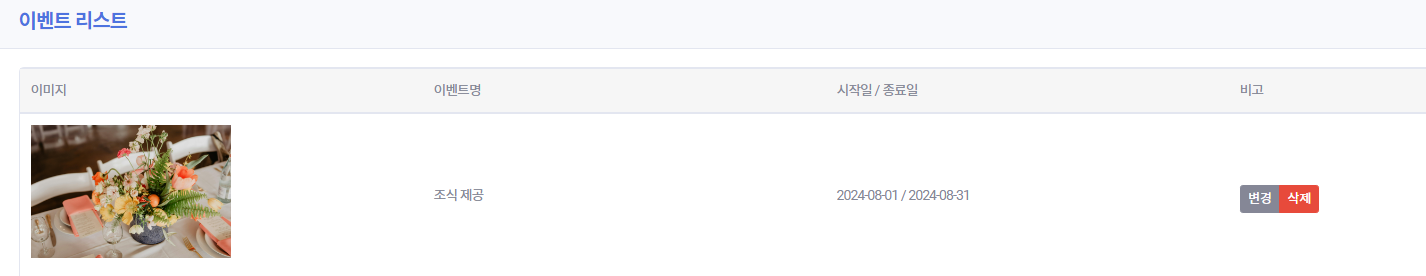 이벤트 리스트
이미지 이벤트명 시작일 / 종료일 비고
조식 제공 2024-08-01 / 2024-08-31 변경 삭제